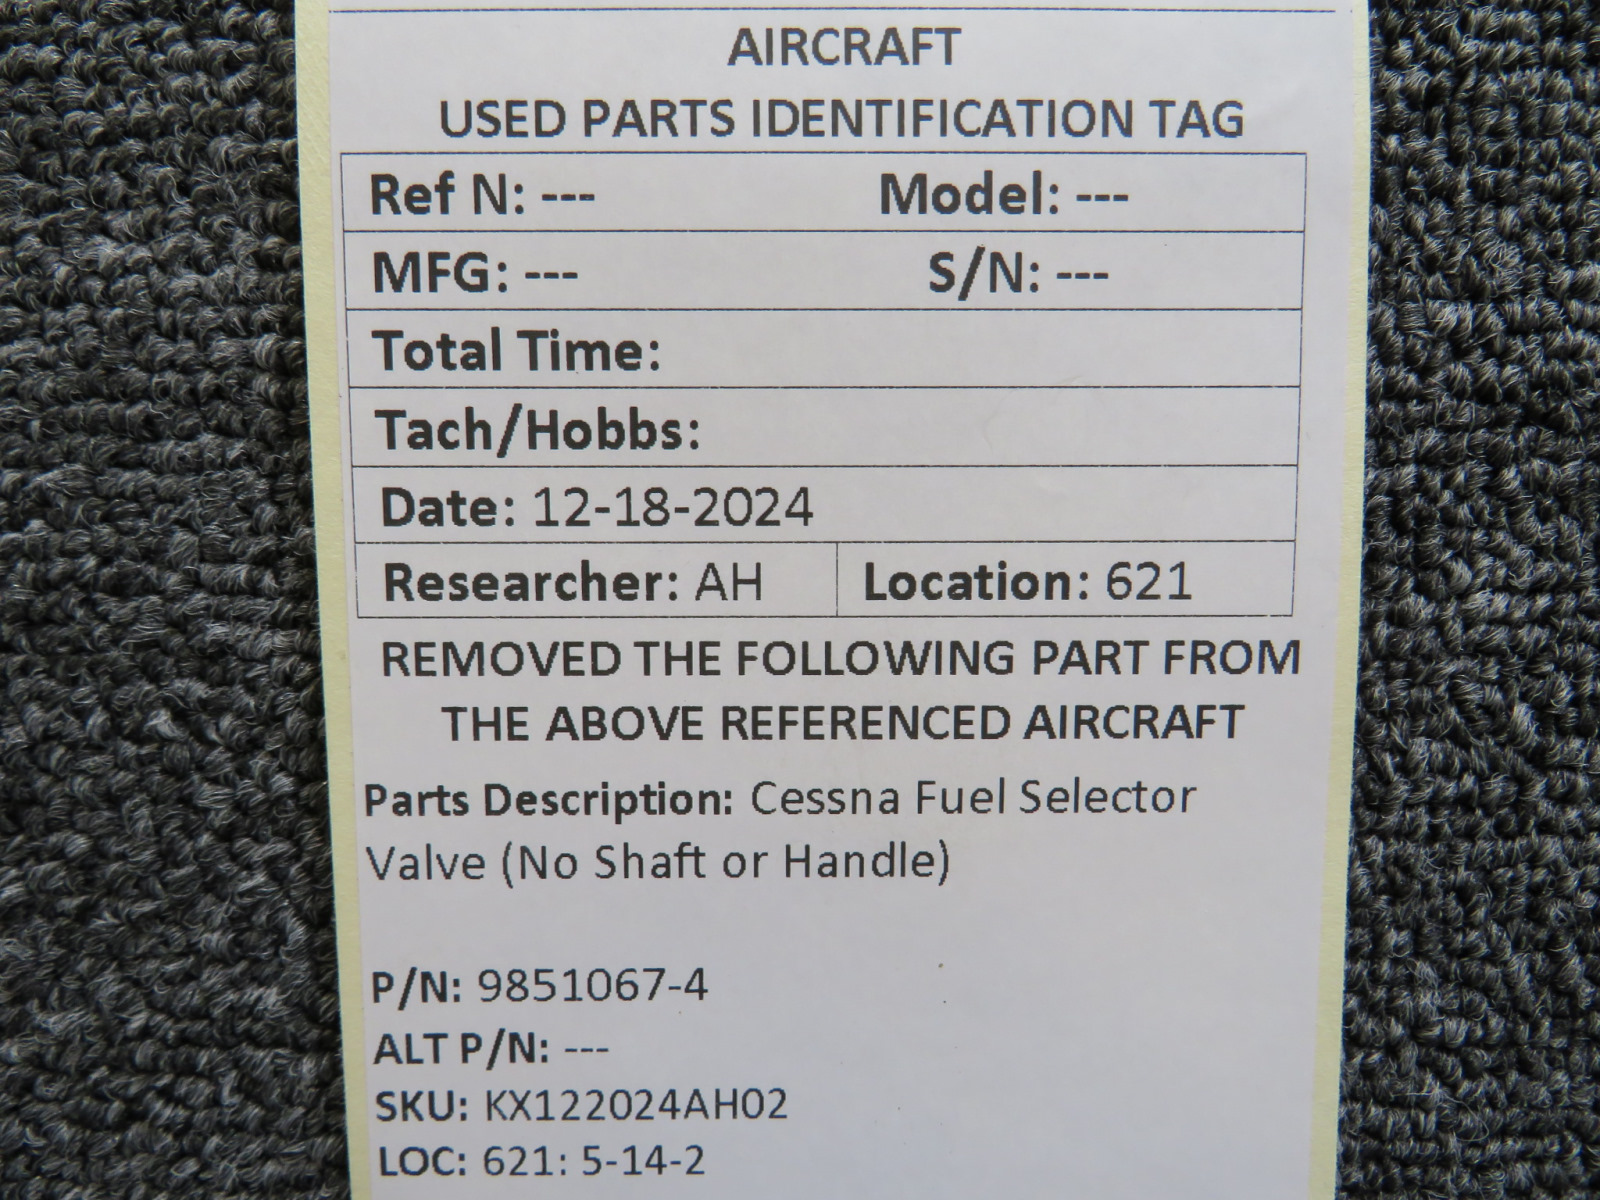 AIRCRAFT
USED PARTS IDENTIFICATION TAG
Ref N: --- Model: ---
MFG: --- S/N: ---
Total Time:
Tach/Hobbs:
Date: 12-18-2024
Researcher: AH Location: 621
REMOVED THE FOLLOWING PART FROM
THE ABOVE REFERENCED AIRCRAFT
Parts Description: Cessna Fuel Selector
Valve (No Shaft or Handle)
P/N: 9851067-4
ALT P/N: ---
SKU: KX122024AH02
LOC: 621: 5-14-2